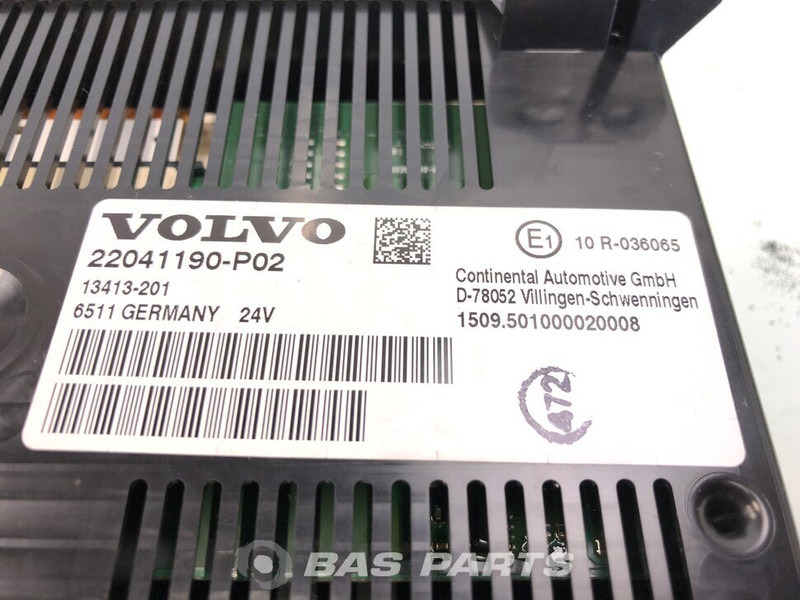 VOLVO
22041190-P02
13413-201
6511 GERMANY 24V
E1 10 R-036065
Continental Automotive GmbH
D-78052 Villingen-Schwenningen
1509.501000020008
472
BAS PARTS